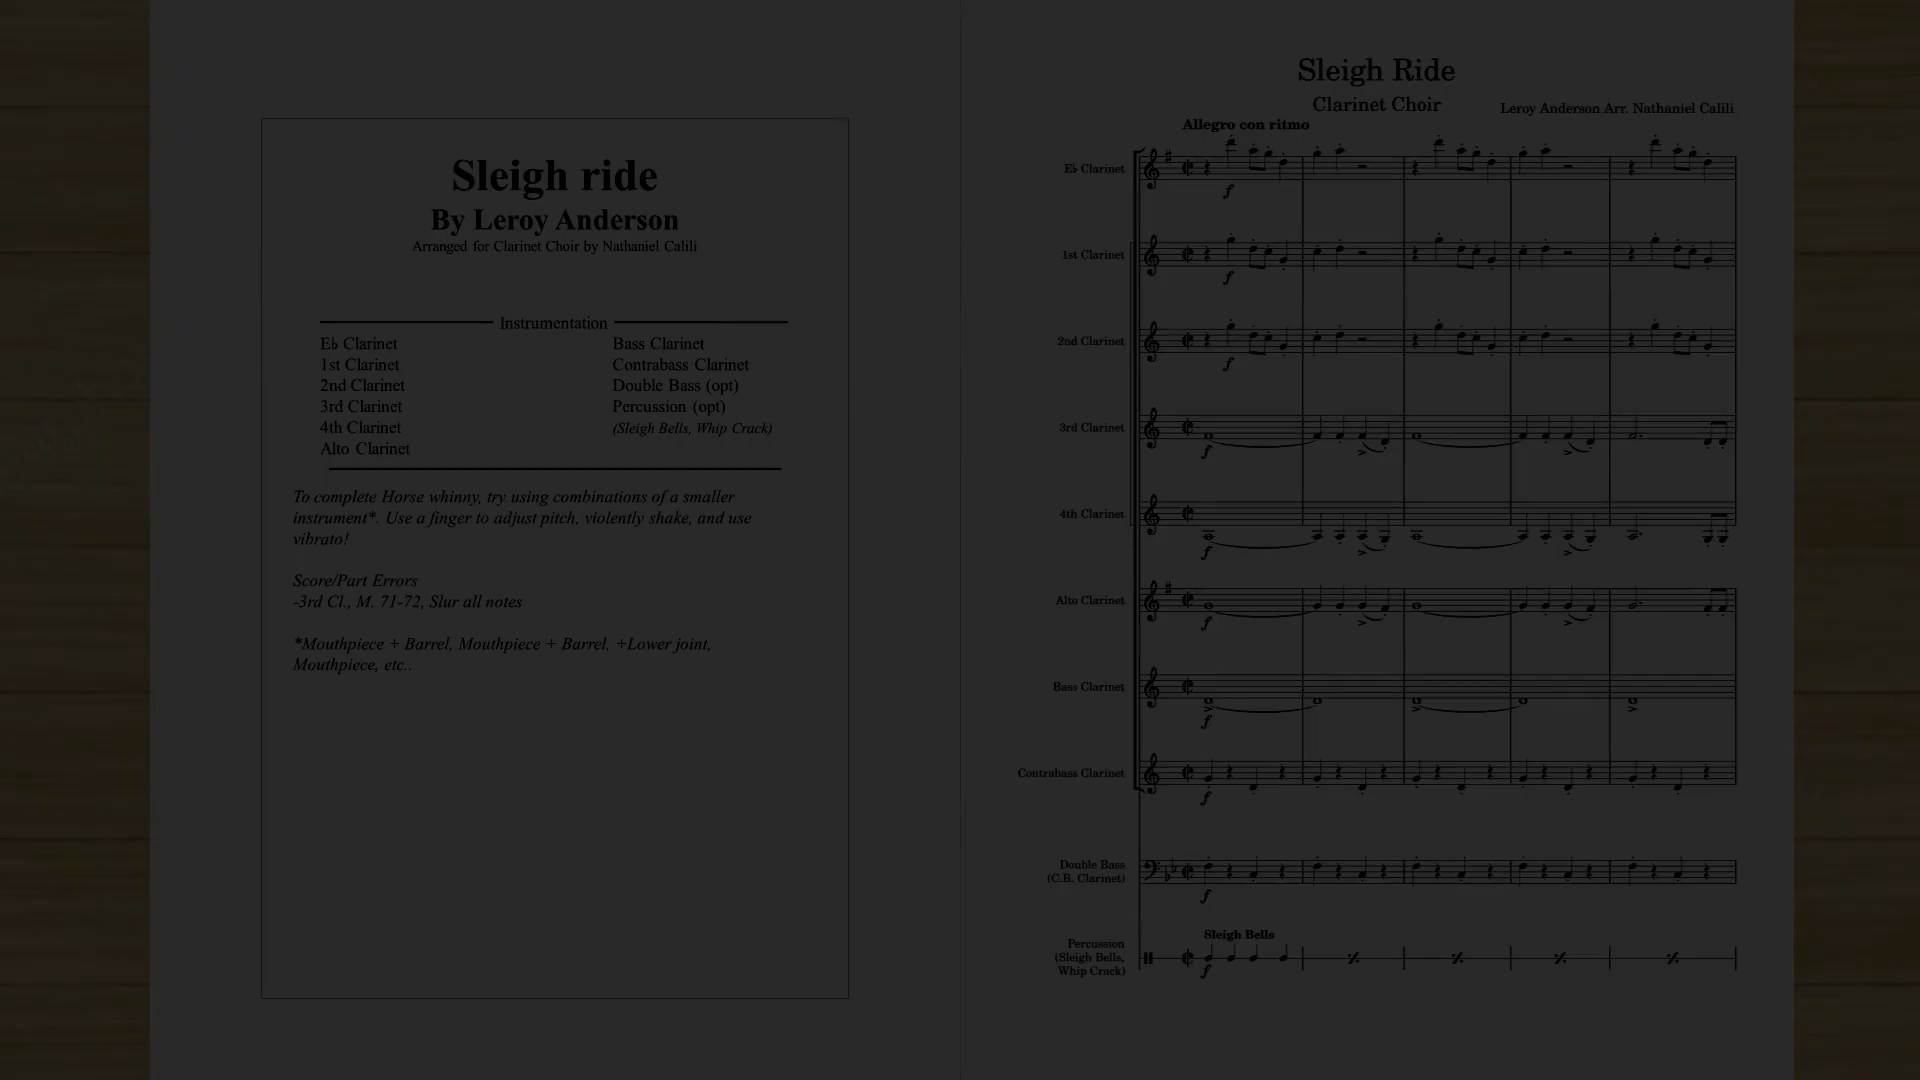 Sleigh ride
By Leroy Anderson
Arranged for Clarinet Choir by Nathaniel Calili
Instrumentation
E♭ Clarinet
1st Clarinet
2nd Clarinet
3rd Clarinet
4th Clarinet
Alto Clarinet
Bass Clarinet
Contrabass Clarinet
Double Bass (opt)
Percussion (opt)
(Sleigh Bells, Whip Crack)
To complete Horse whinny, try using combinations of a smaller
instrument*. Use a finger to adjust pitch, violently shake, and use
vibrato!
Score/Part Errors
-3rd Cl., M. 71-72, Slur all notes
*Mouthpiece + Barrel, Mouthpiece + Barrel, +Lower joint,
Mouthpiece, etc..
Sleigh Ride
Clarinet Choir
Leroy Anderson Arr. Nathaniel Calili
Allegro con ritmo
E♭ Clarinet
f
1st Clarinet
f
2nd Clarinet
f
3rd Clarinet
f
4th Clarinet
f
Alto Clarinet
f
Bass Clarinet
f
Contrabass Clarinet
f
Double Bass
(C.B. Clarinet)
f
Sleigh Bells
Percussion
(Sleigh Bells,
Whip Crack)
f